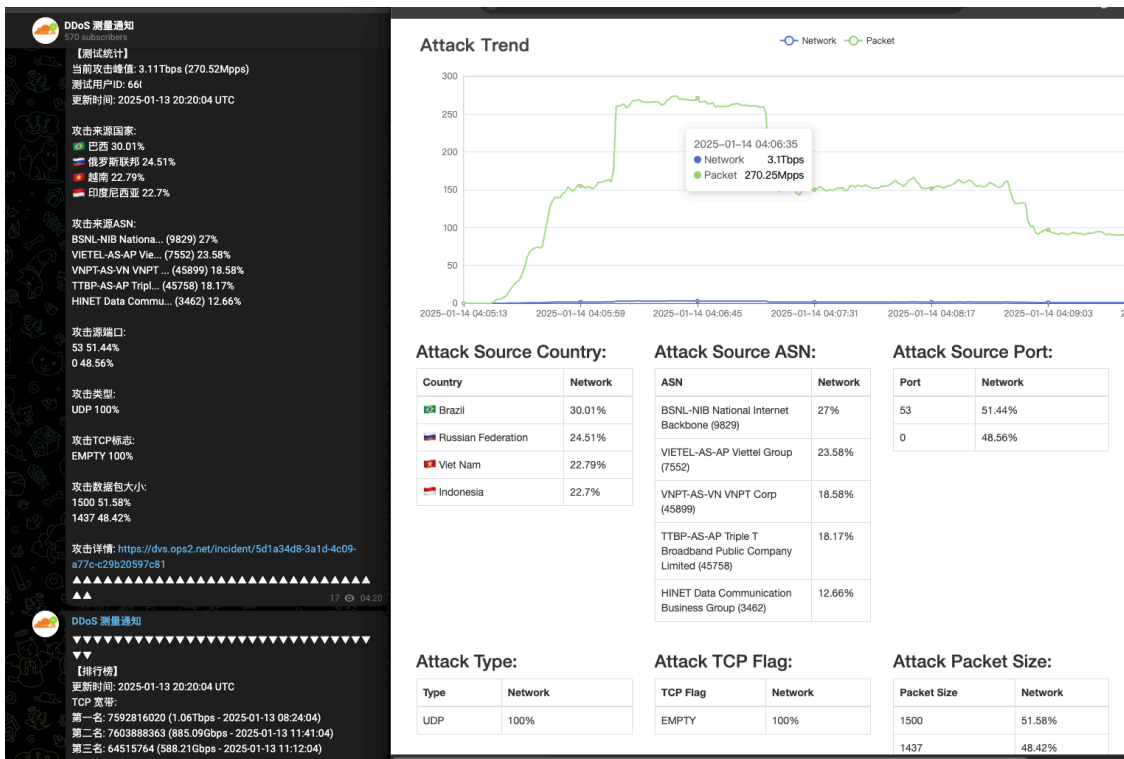 DDoS 测量通知
570 subscribers
【测试统计】
当前攻击峰值: 3.11Tbps (270.52Mpps)
测试用户ID: 66
更新时间: 2025-01-13 20:20:04 UTC
攻击来源国家:
🇧🇷 巴西 30.01%
🇷🇺 俄罗斯联邦 24.51%
🇻🇳 越南 22.79%
🇮🇩 印度尼西亚 22.7%
攻击来源ASN:
BSNL-NIB Nationa... (9829) 27%
VIETEL-AS-AP Vie... (7552) 23.58%
VNPT-AS-VN VNPT ... (45899) 18.58%
TTBP-AS-AP Tripl... (45758) 18.17%
HINET Data Commu... (3462) 12.66%
攻击源端口:
53 51.44%
0 48.56%
攻击类型:
UDP 100%
攻击TCP标志:
EMPTY 100%
攻击数据包大小:
1500 51.58%
1437 48.42%
攻击详情: https://dvs.ops2.net/incident/5d1a34d8-3a1d-4c09-
a77c-c29b20597c81
17 04:20
DDoS 测量通知
【排行榜】
更新时间: 2025-01-13 20:20:04 UTC
TCP 宽带:
第一名: 7592816020 (1.06Tbps - 2025-01-13 08:24:04)
第二名: 7603888363 (885.09Gbps - 2025-01-13 11:41:04)
第三名: 64515764 (588.21Gbps - 2025-01-13 11:12:04)
Attack Trend
Network Packet
300
250
200
150
100
50
0
2025-01-14 04:06:35
Network 3.1Tbps
Packet 270.25Mpps
2025-01-14 04:05:13 2025-01-14 04:05:59 2025-01-14 04:06:45 2025-01-14 04:07:31 2025-01-14 04:08:17 2025-01-14 04:09:03 2
Attack Source Country:
Country Network
Brazil 30.01%
Russian Federation 24.51%
Viet Nam 22.79%
Indonesia 22.7%
Attack Source ASN:
ASN Network
BSNL-NIB National Internet 27%
Backbone (9829)
VIETEL-AS-AP Viettel Group 23.58%
(7552)
VNPT-AS-VN VNPT Corp 18.58%
(45899)
TTBP-AS-AP Triple T 18.17%
Broadband Public Company
Limited (45758)
HINET Data Communication 12.66%
Business Group (3462)
Attack Source Port:
Port Network
53 51.44%
0 48.56%
Attack Type:
Type Network
UDP 100%
Attack TCP Flag:
TCP Flag Network
EMPTY 100%
Attack Packet Size:
Packet Size Network
1500 51.58%
1437 48.42%